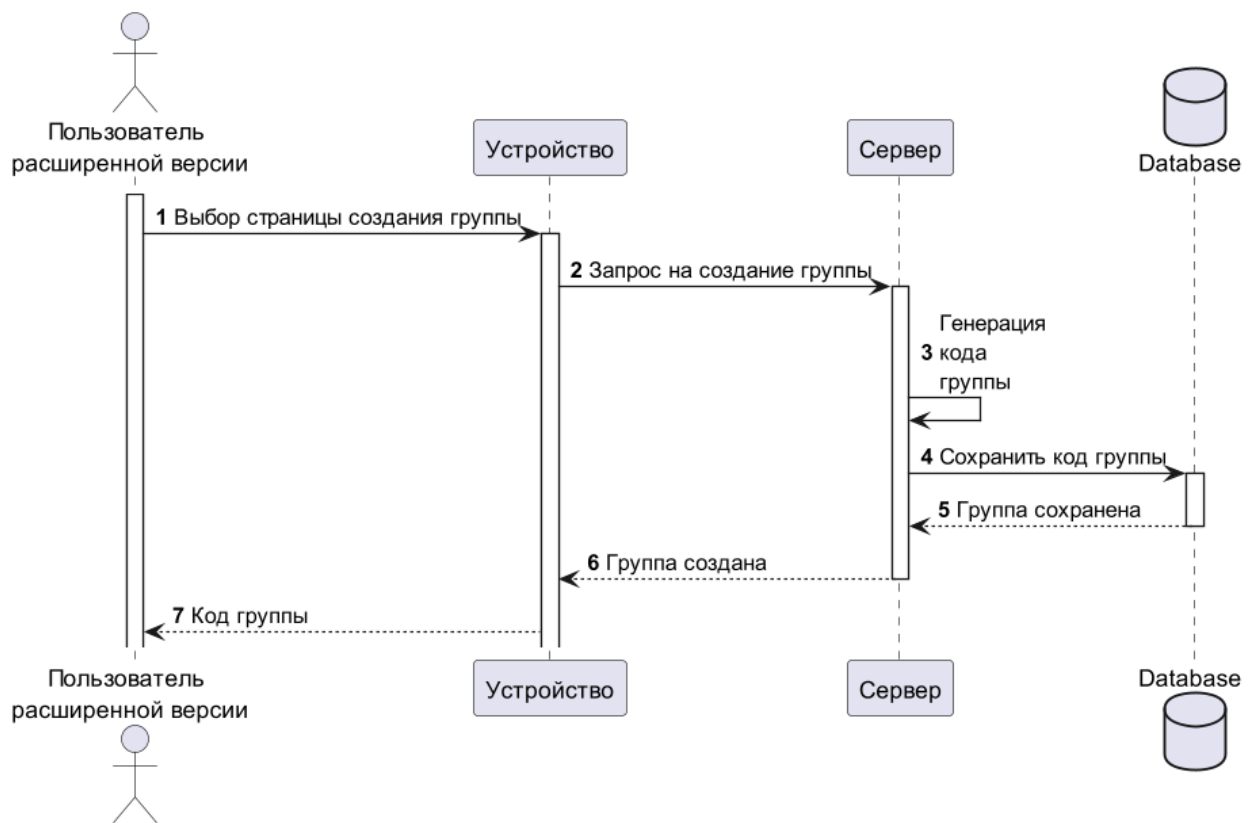 Пользователь
расширенной версии
Устройство
Сервер
Database
1 Выбор страницы создания группы
2 Запрос на создание группы
Генерация
3 кода
группы
4 Сохранить код группы
5 Группа сохранена
6 Группа создана
7 Код группы
Пользователь
расширенной версии
Устройство
Сервер
Database